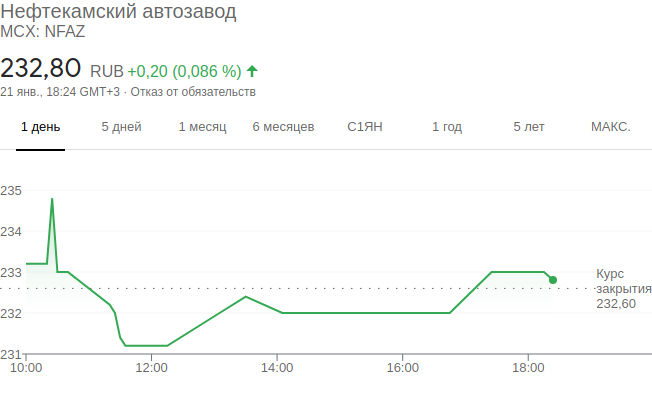 Нефтекамский автозавод
MCX: NFAZ
232,80 RUB +0,20 (0,086 %) ↑
21 янв., 18:24 GMT+3 · Отказ от обязательств
1 день 5 дней 1 месяц 6 месяцев С1ЯН 1 год 5 лет МАКС.
235
234
233
232
231
Курс
закрытия
232,60
10:00 12:00 14:00 16:00 18:00